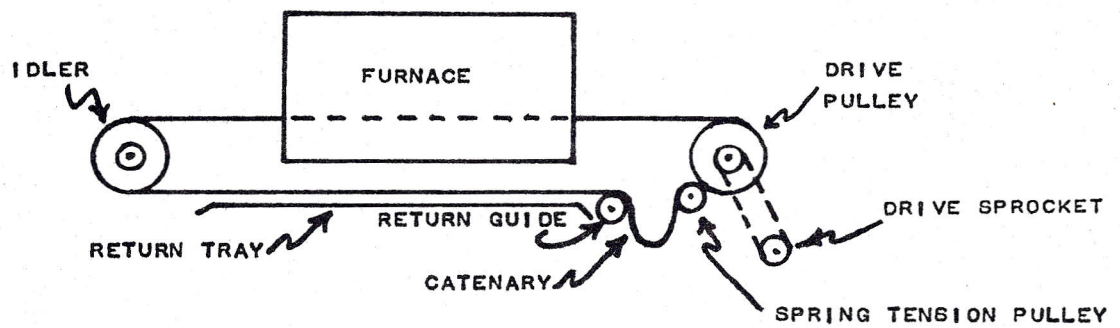 IDLER
FURNACE
DRIVE
PULLEY
RETURN GUIDE
DRIVE SPROCKET
RETURN TRAY
CATENARY
SPRING TENSION PULLEY